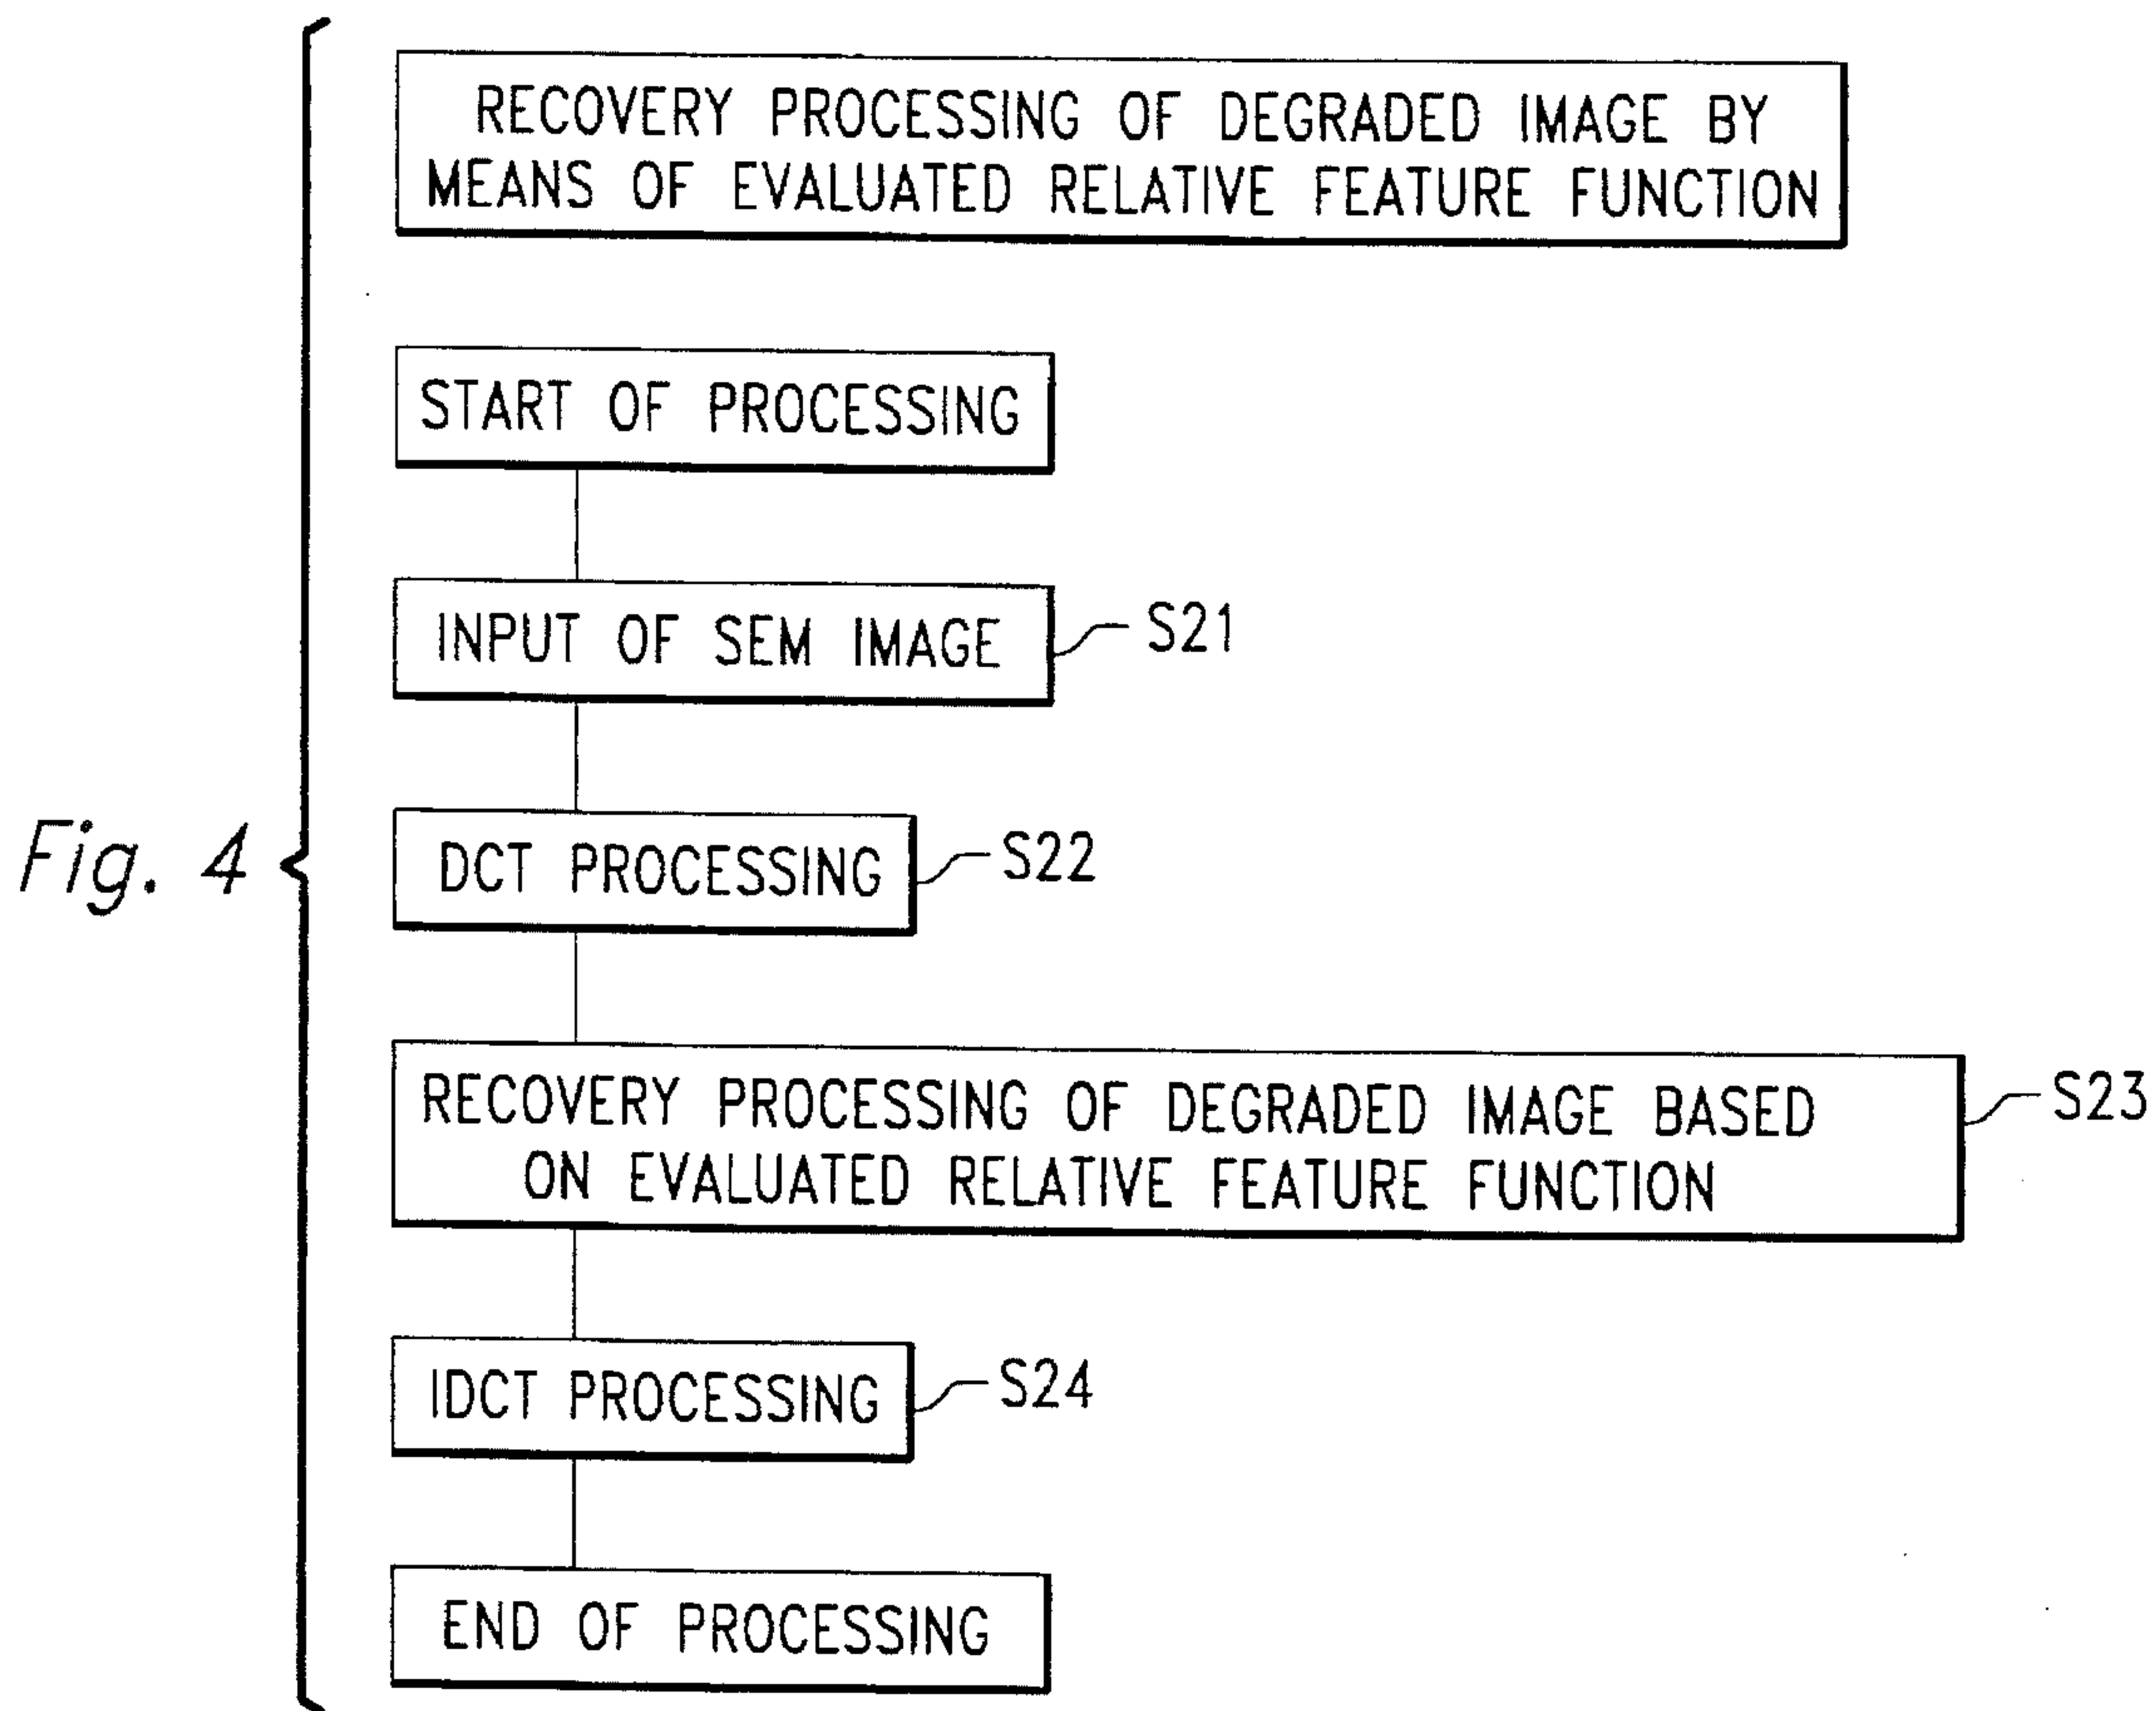 RECOVERY PROCESSING OF DEGRADED IMAGE BY
MEANS OF EVALUATED RELATIVE FEATURE FUNCTION
START OF PROCESSING
INPUT OF SEM IMAGE
S21
Fig. 4
DCT PROCESSING
S22
RECOVERY PROCESSING OF DEGRADED IMAGE BASED
ON EVALUATED RELATIVE FEATURE FUNCTION
S23
IDCT PROCESSING
S24
END OF PROCESSING